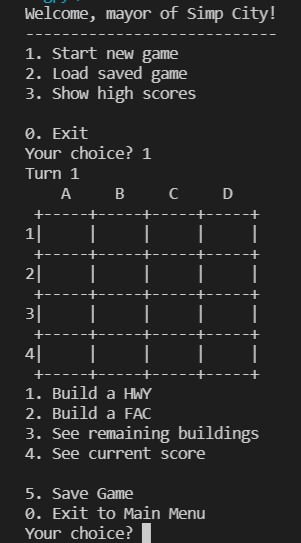 Welcome, mayor of Simp City!
----------------------------
1. Start new game
2. Load saved game
3. Show high scores

0. Exit
Your choice? 1
Turn 1
    A     B     C     D
 +-----+-----+-----+-----+
1|     |     |     |     |
 +-----+-----+-----+-----+
2|     |     |     |     |
 +-----+-----+-----+-----+
3|     |     |     |     |
 +-----+-----+-----+-----+
4|     |     |     |     |
 +-----+-----+-----+-----+
1. Build a HWY
2. Build a FAC
3. See remaining buildings
4. See current score

5. Save Game
0. Exit to Main Menu
Your choice?